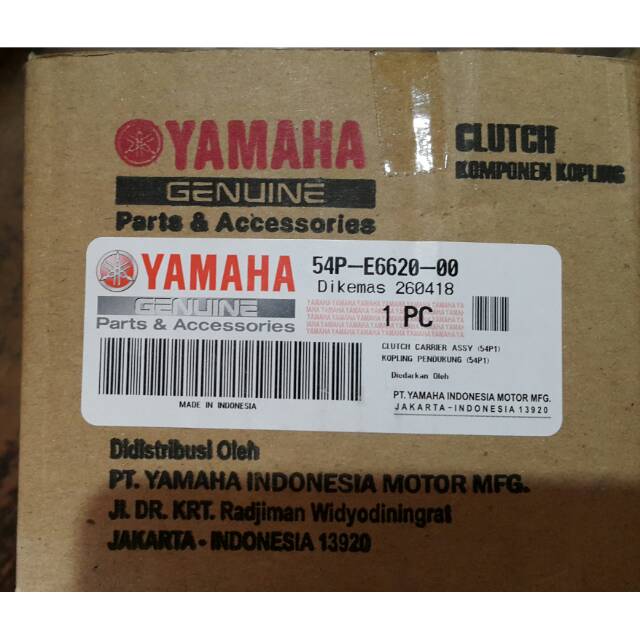 YAMAHA
GENUINE
Parts & Accessories
CLUTCH
KOMPONEN KOPLING
YAMAHA
GENUINE
Parts & Accessories
54P-E6620-00
Dikemas 260418
1 PC
CLUTCH CARRIER ASSY (54P1)
KOPLING PENDUKUNG (54P1)
Diedarkan Oleh
PT. YAMAHA INDONESIA MOTOR MFG.
JAKARTA-INDONESIA 13920
MADE IN INDONESIA
Didistribusi Oleh
PT. YAMAHA INDONESIA MOTOR MFG.
Jl. DR. KRT. Radjiman Widyodiningrat
JAKARTA - INDONESIA 13920